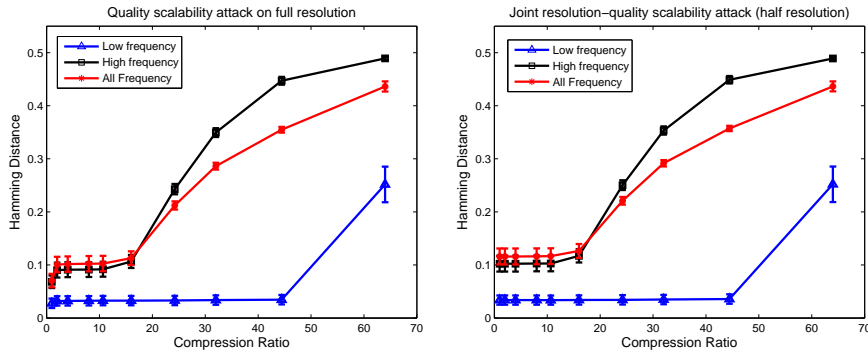 Quality scalability attack on full resolution
Low frequency
High frequency
All Frequency
Hamming Distance
0.5
0.4
0.3
0.2
0.1
0
0 10 20 30 40 50 60 70
Compression Ratio
Joint resolution−quality scalability attack (half resolution)
Low frequency
High frequency
All Frequency
Hamming Distance
0.5
0.4
0.3
0.2
0.1
0
0 10 20 30 40 50 60 70
Compression Ratio